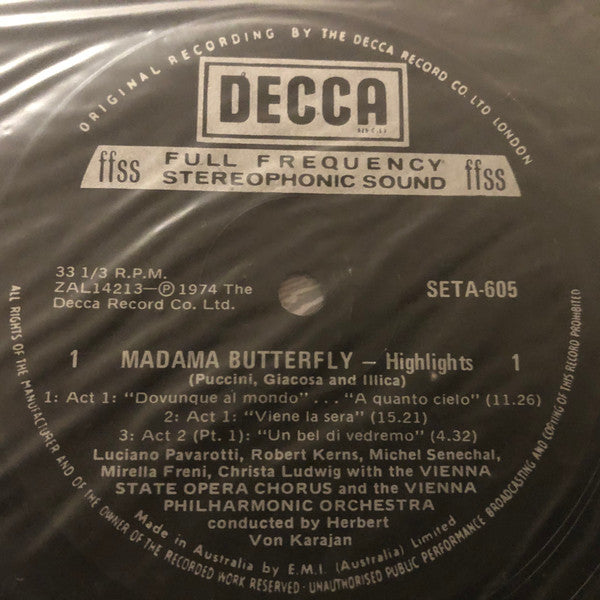 ORIGINAL RECORDING BY THE DECCA RECORD CO. LTD LONDON
DECCA
ffss FULL FREQUENCY ffss
STEREOPHONIC SOUND
33 1/3 R.P.M.
ZAL14213—Ⓟ 1974 The
Decca Record Co. Ltd.
SETA-605
1 MADAMA BUTTERFLY — Highlights 1
(Puccini, Giacosa and Illica)
1: Act 1: "Dovunque al mondo" . . . "A quanto cielo" (11.26)
2: Act 1: "Viene la sera" (15.21)
3: Act 2 (Pt. 1): "Un bel di vedremo" (4.32)
Luciano Pavarotti, Robert Kerns, Michel Senechal,
Mirella Freni, Christa Ludwig with the VIENNA
STATE OPERA CHORUS and the VIENNA
PHILHARMONIC ORCHESTRA
conducted by Herbert
Von Karajan
Made in Australia by E.M.I. (Australia) Limited
ALL RIGHTS OF THE MANUFACTURER AND OF THE OWNER OF THE RECORDED WORK RESERVED - UNAUTHORISED PUBLIC PERFORMANCE BROADCASTING AND COPYING OF THIS RECORD PROHIBITED